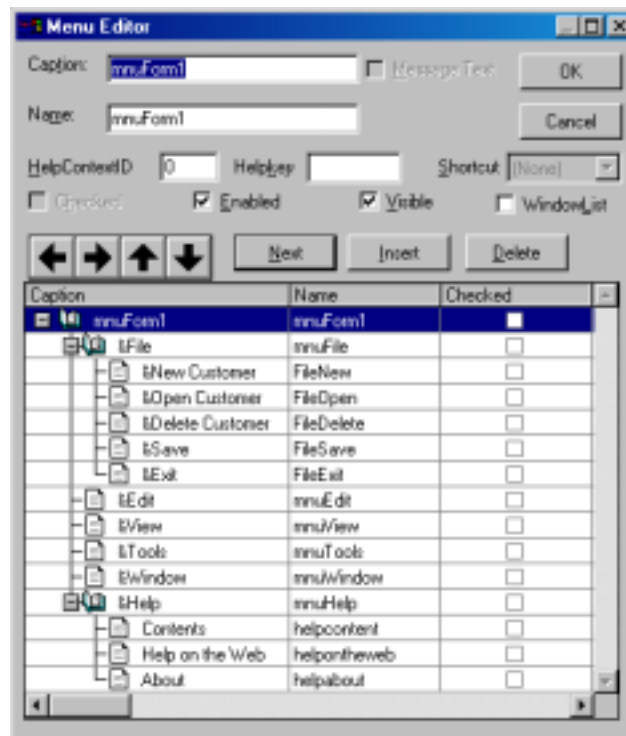 Menu Editor
Caption: mnuForm1 Message Text OK
Name: mnuForm1 Cancel
HelpContextID 0 Helpkey Shortcut (None)
Checked Enabled Visible WindowList
Next Insert Delete
Caption Name Checked
mnuForm1 mnuForm1
&File mnuFile
&New Customer FileNew
&Open Customer FileOpen
&Delete Customer FileDelete
&Save FileSave
&Exit FileExit
&Edit mnuEdit
&View mnuView
&Tools mnuTools
&Window mnuWindow
&Help mnuHelp
Contents helpcontent
Help on the Web helpontheweb
About helpabout